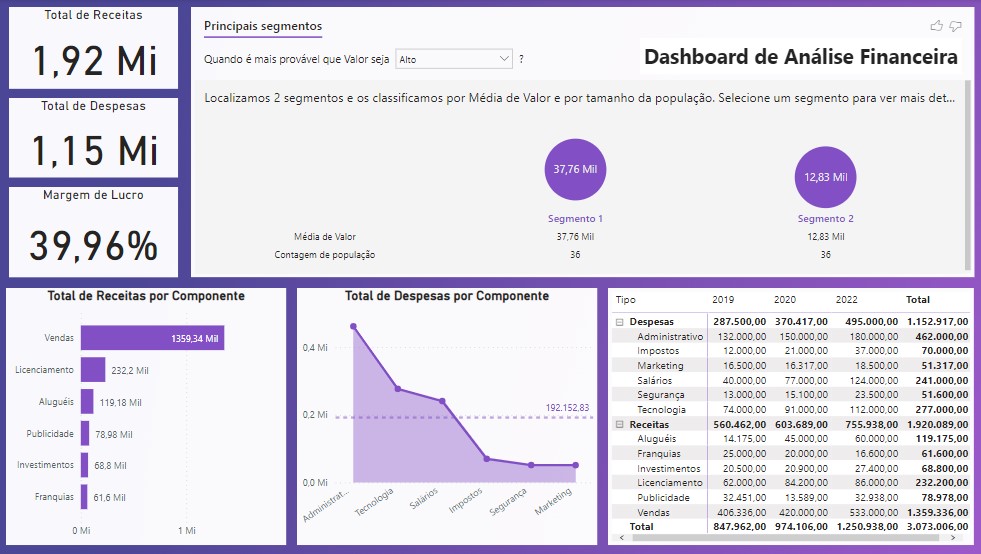 Total de Receitas
1,92 Mi
Total de Despesas
1,15 Mi
Margem de Lucro
39,96%
Principais segmentos
Quando é mais provável que Valor seja Alto ?
Dashboard de Análise Financeira
Localizamos 2 segmentos e os classificamos por Média de Valor e por tamanho da população. Selecione um segmento para ver mais det...
37,76 Mil 12,83 Mil
Segmento 1 Segmento 2
Média de Valor 37,76 Mil 12,83 Mil
Contagem de população 36 36
Total de Receitas por Componente
Vendas 1359,34 Mil
Licenciamento 232,2 Mil
Aluguéis 119,18 Mil
Publicidade 78,98 Mil
Investimentos 68,8 Mil
Franquias 61,6 Mil
0 Mi 1 Mi
Total de Despesas por Componente
0,4 Mi
0,2 Mi
192.152,83
0,0 Mi
Administrat... Tecnologia Salários Impostos Segurança Marketing
Tipo 2019 2020 2022 Total
Despesas 287.500,00 370.417,00 495.000,00 1.152.917,00
Administrativo 132.000,00 150.000,00 180.000,00 462.000,00
Impostos 12.000,00 21.000,00 37.000,00 70.000,00
Marketing 16.500,00 16.317,00 18.500,00 51.317,00
Salários 40.000,00 77.000,00 124.000,00 241.000,00
Segurança 13.000,00 15.100,00 23.500,00 51.600,00
Tecnologia 74.000,00 91.000,00 112.000,00 277.000,00
Receitas 560.462,00 603.689,00 755.938,00 1.920.089,00
Aluguéis 14.175,00 45.000,00 60.000,00 119.175,00
Franquias 25.000,00 20.000,00 16.600,00 61.600,00
Investimentos 20.500,00 20.900,00 27.400,00 68.800,00
Licenciamento 62.000,00 84.200,00 86.000,00 232.200,00
Publicidade 32.451,00 13.589,00 32.938,00 78.978,00
Vendas 406.336,00 420.000,00 533.000,00 1.359.336,00
Total 847.962,00 974.106,00 1.250.938,00 3.073.006,00